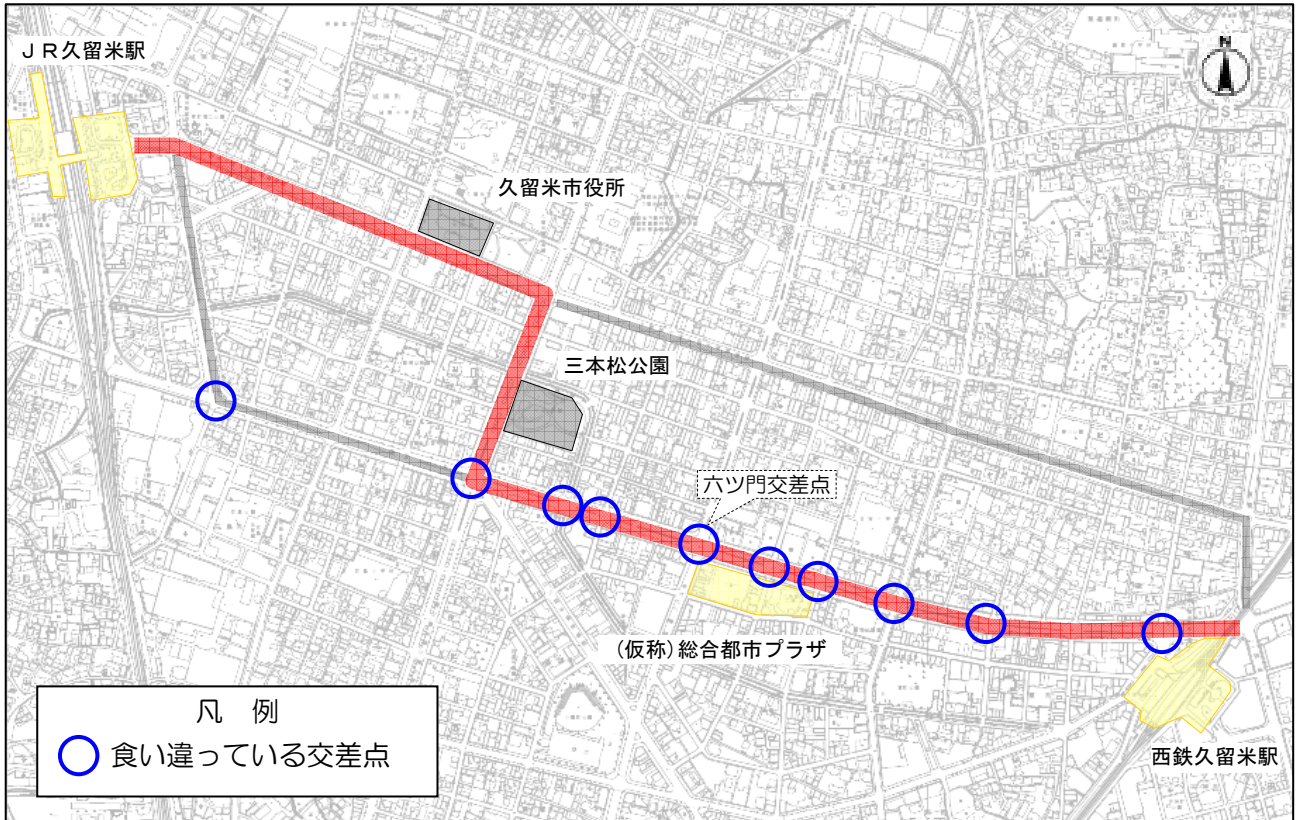 ＪＲ久留米駅
N
W
E
S
久留米市役所
三本松公園
六ツ門交差点
(仮称)総合都市プラザ
西鉄久留米駅
凡　例
食い違っている交差点